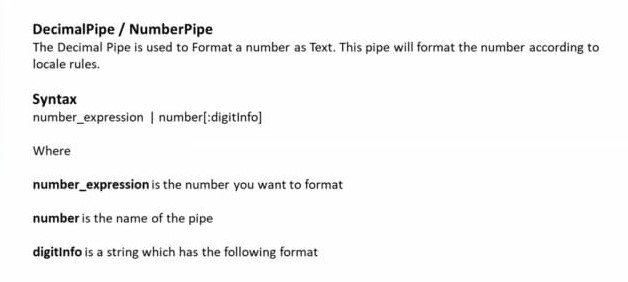 DecimalPipe / NumberPipe
The Decimal Pipe is used to Format a number as Text. This pipe will format the number according to
locale rules.
Syntax
number_expression | number[:digitInfo]
Where
number_expression is the number you want to format
number is the name of the pipe
digitInfo is a string which has the following format